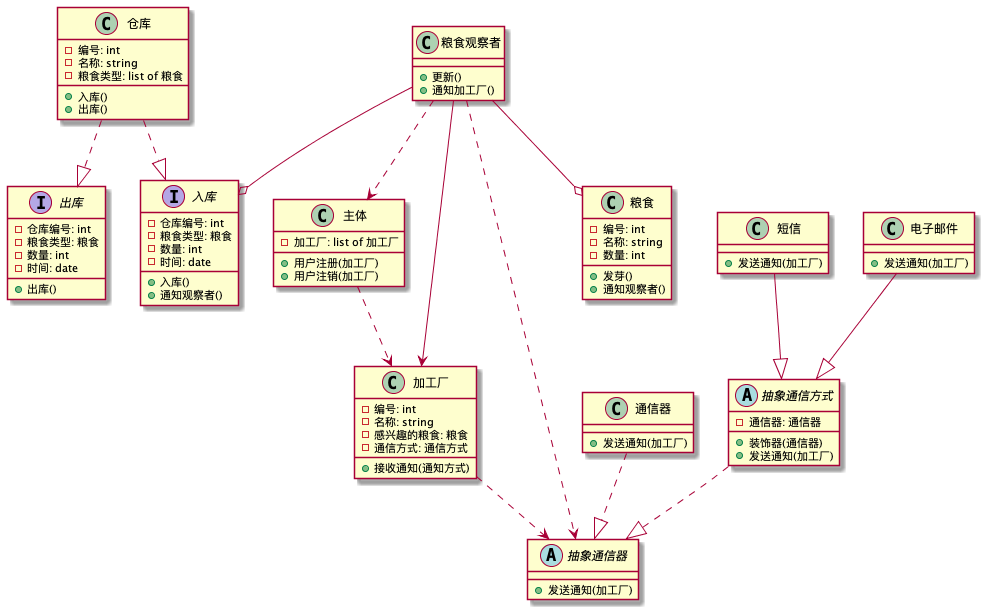 C 仓库
编号: int
名称: string
粮食类型: list of 粮食
入库()
出库()
C 粮食观察者
更新()
通知加工厂()
I 出库
仓库编号: int
粮食类型: 粮食
数量: int
时间: date
出库()
I 入库
仓库编号: int
粮食类型: 粮食
数量: int
时间: date
入库()
通知观察者()
C 主体
加工厂: list of 加工厂
用户注册(加工厂)
用户注销(加工厂)
C 粮食
编号: int
名称: string
数量: int
发芽()
通知观察者()
C 短信
发送通知(加工厂)
C 电子邮件
发送通知(加工厂)
C 加工厂
编号: int
名称: string
感兴趣的粮食: 粮食
通信方式: 通信方式
接收通知(通知方式)
C 通信器
发送通知(加工厂)
A 抽象通信方式
通信器: 通信器
装饰器(通信器)
发送通知(加工厂)
A 抽象通信器
发送通知(加工厂)